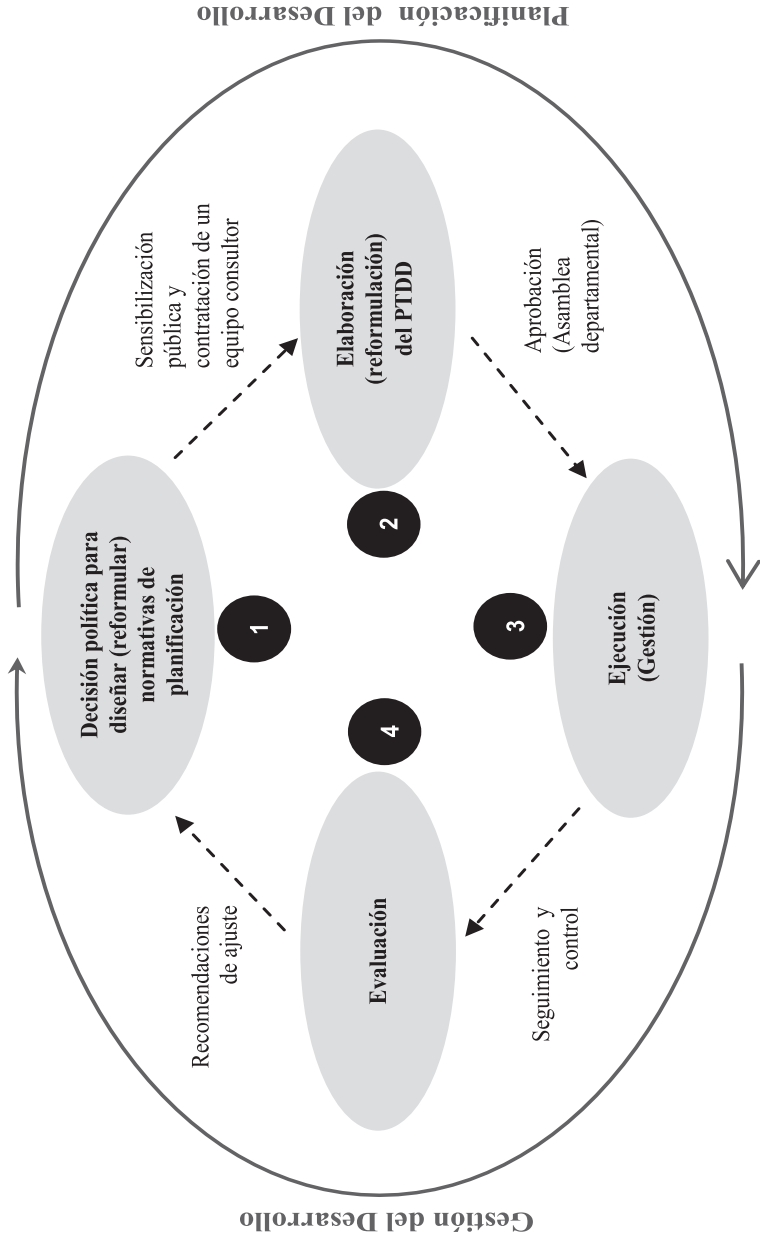 Planificación del Desarrollo
Decisión política para
diseñar (reformular)
normativas de
planificación
1
Sensibilización
pública y
contratación de un
equipo consultor
Elaboración
(reformulación)
del PTDD
2
Aprobación
(Asamblea
departamental)
Ejecución
(Gestión)
3
Seguimiento y
control
Evaluación
4
Recomendaciones
de ajuste
Gestión del Desarrollo